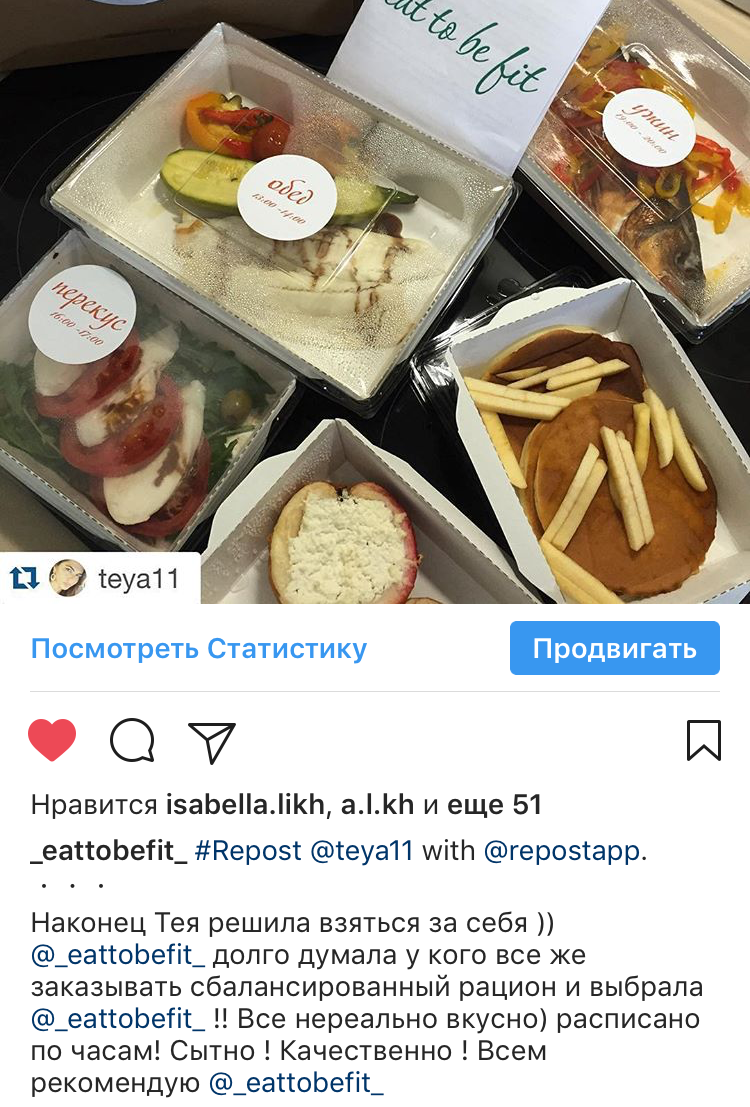 eat to be fit
ужин
19:00 - 20:00
обед
13:00 - 14:00
перекус
16:00 - 17:00
teya11
Посмотреть Статистику
Продвигать
Нравится isabella.likh, a.l.kh и еще 51
_eattobefit_ #Repost @teya11 with @repostapp.
. . .
Наконец Тея решила взяться за себя ))
@_eattobefit_ долго думала у кого все же
заказывать сбалансированный рацион и выбрала
@_eattobefit_ !! Все нереально вкусно) расписано
по часам! Сытно ! Качественно ! Всем
рекомендую @_eattobefit_